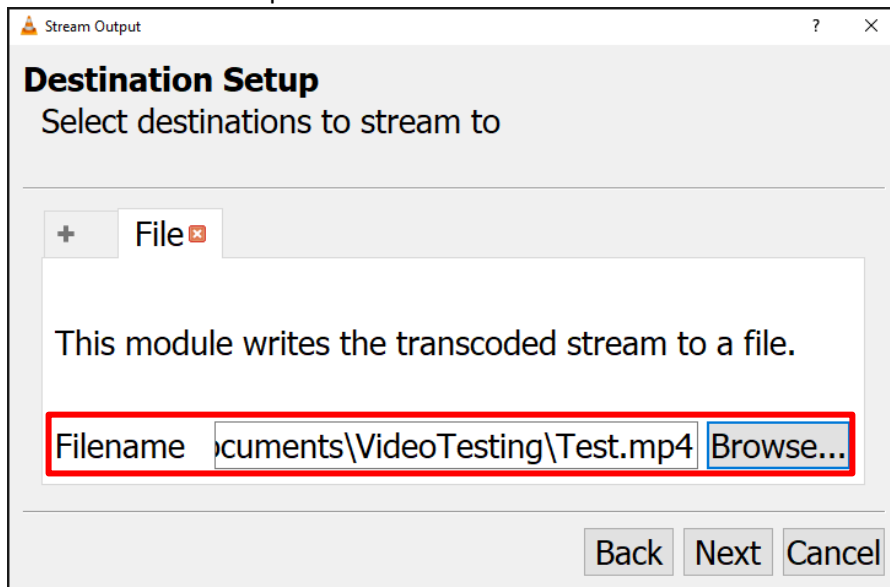 Stream Output ? ×
Destination Setup
Select destinations to stream to
+ File
This module writes the transcoded stream to a file.
Filename ocuments\VideoTesting\Test.mp4 Browse...
Back Next Cancel